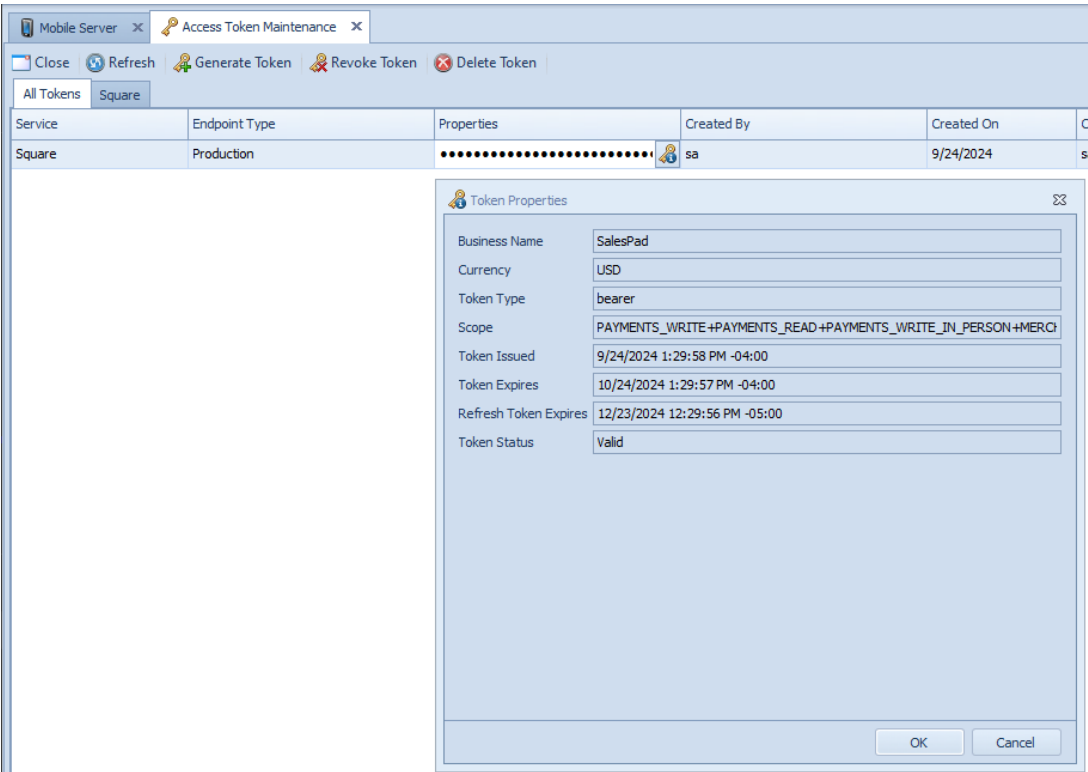 Mobile Server Access Token Maintenance
Close Refresh Generate Token Revoke Token Delete Token
All Tokens Square
Service Endpoint Type Properties Created By Created On
Square Production •••••••••••••••••••••••••• sa 9/24/2024
Token Properties
Business Name SalesPad
Currency USD
Token Type bearer
Scope PAYMENTS_WRITE+PAYMENTS_READ+PAYMENTS_WRITE_IN_PERSON+MERCH
Token Issued 9/24/2024 1:29:58 PM -04:00
Token Expires 10/24/2024 1:29:57 PM -04:00
Refresh Token Expires 12/23/2024 12:29:56 PM -05:00
Token Status Valid
OK Cancel